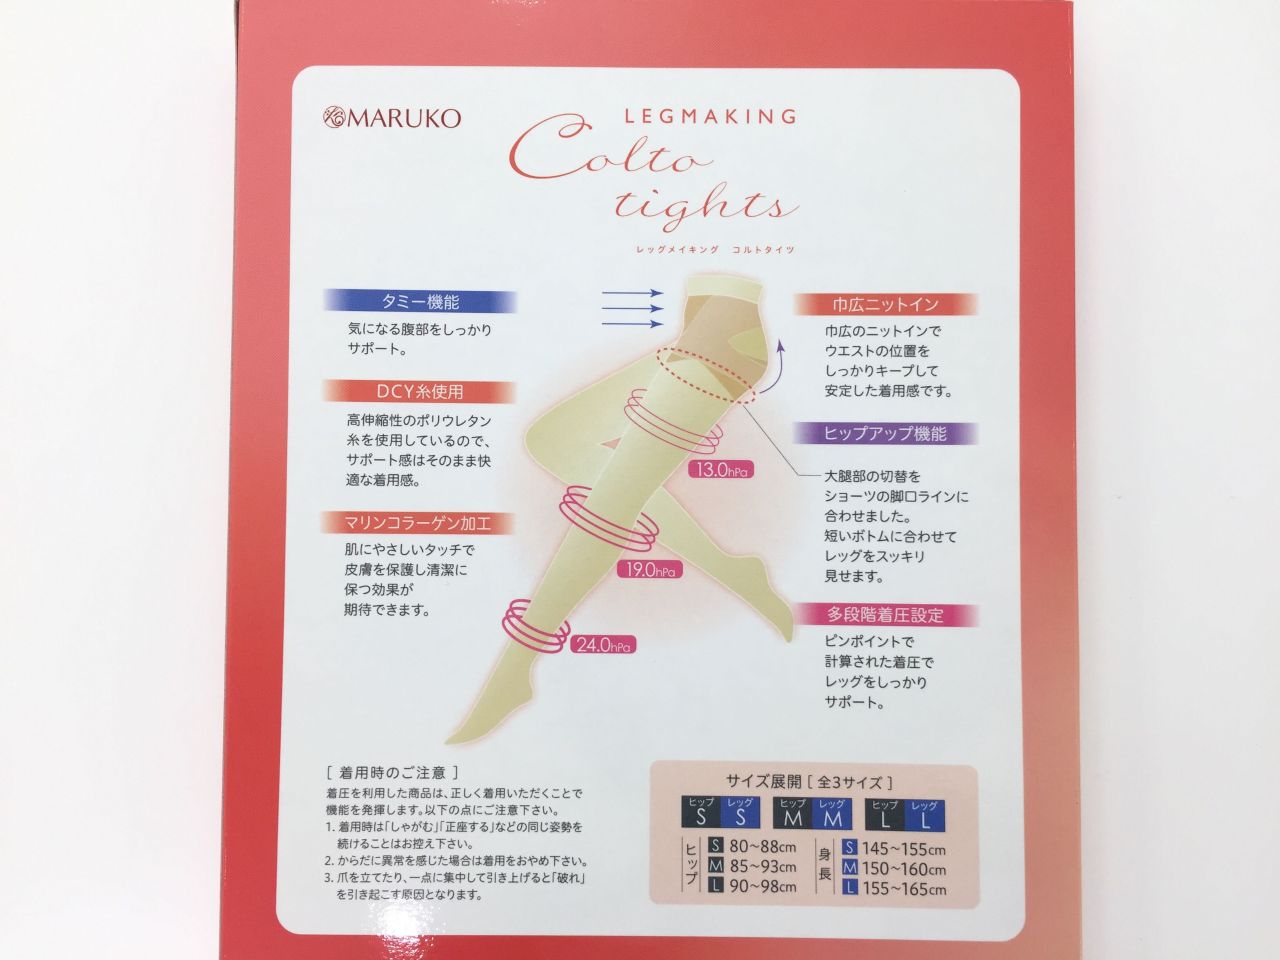 MARUKO
LEGMAKING
Colto
tights
レッグメイキング コルトタイツ
タミー機能
気になる腹部をしっかり
サポート。
DCY糸使用
高伸縮性のポリウレタン
糸を使用しているので、
サポート感はそのまま快
適な着用感。
マリンコラーゲン加工
肌にやさしいタッチで
皮膚を保護し清潔に
保つ効果が
期待できます。
13.0hPa
19.0hPa
24.0hPa
巾広ニットイン
巾広のニットインで
ウエストの位置を
しっかりキープして
安定した着用感です。
ヒップアップ機能
大腿部の切替を
ショーツの脚口ラインに
合わせました。
短いボトムに合わせて
レッグをスッキリ
見せます。
多段階着圧設定
ピンポイントで
計算された着圧で
レッグをしっかり
サポート。
[ 着用時のご注意 ]
着圧を利用した商品は、正しく着用いただくことで
機能を発揮します。以下の点にご注意下さい。
1. 着用時は「しゃがむ」「正座する」などの同じ姿勢を
続けることはお控え下さい。
2. からだに異常を感じた場合は着用をおやめ下さい。
3. 爪を立てたり、一点に集中して引き上げると「破れ」
を引き起こす原因となります。
サイズ展開 [ 全3サイズ ]
ヒップ レッグ ヒップ レッグ ヒップ レッグ
S S M M L L
ヒップ
S 80~88cm
M 85~93cm
L 90~98cm
身長
S 145~155cm
M 150~160cm
L 155~165cm